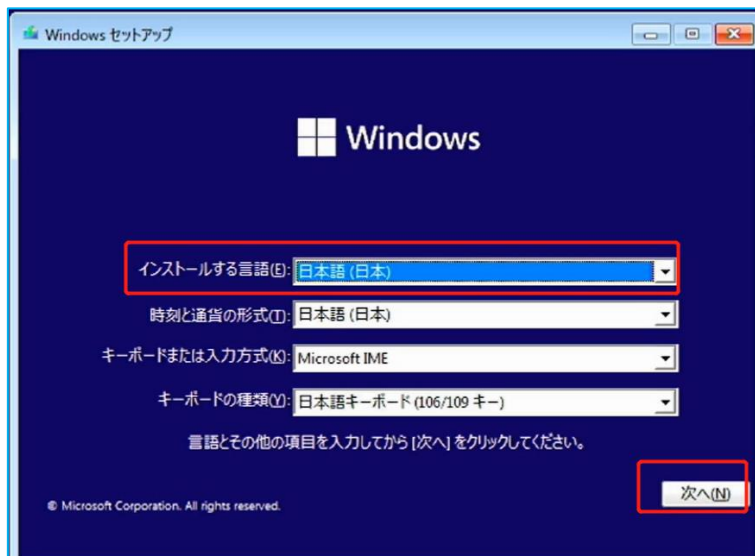 Windows セットアップ
Windows
インストールする言語(E): 日本語 (日本)
時刻と通貨の形式(T): 日本語 (日本)
キーボードまたは入力方式(K): Microsoft IME
キーボードの種類(Y): 日本語キーボード (106/109 キー)
言語とその他の項目を入力してから [次へ] をクリックしてください。
次へ(N)
© Microsoft Corporation. All rights reserved.